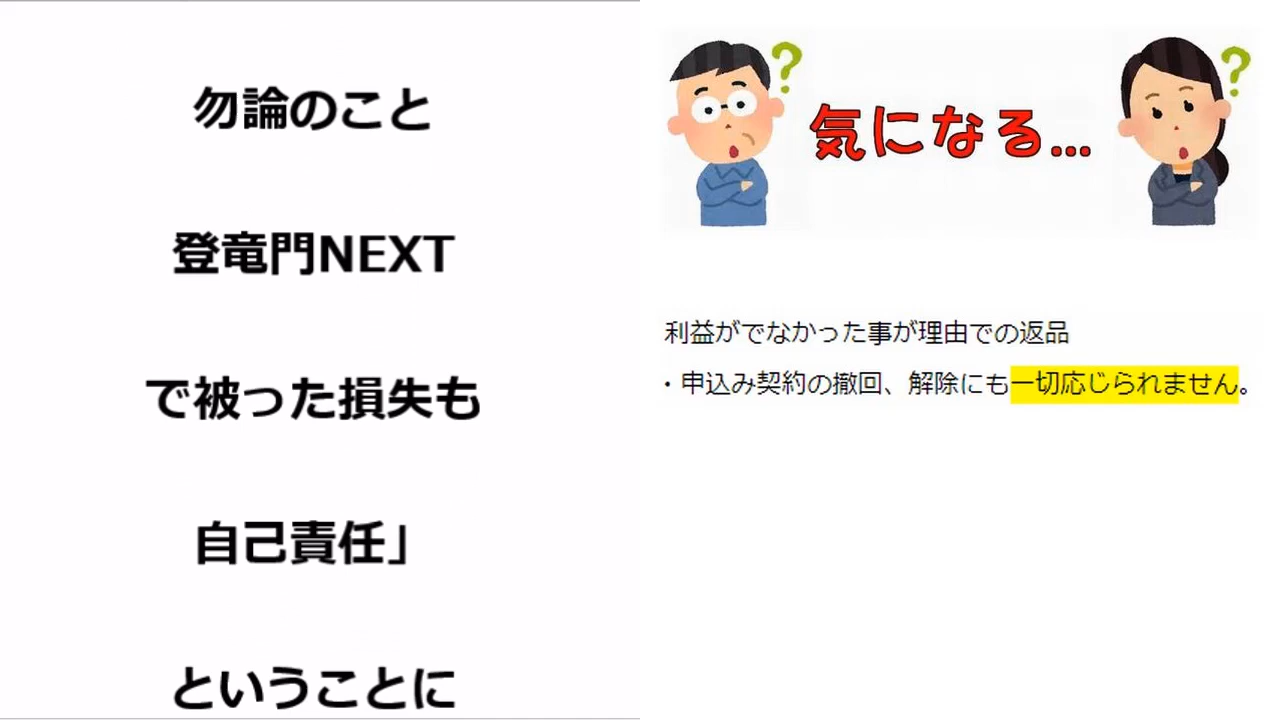 勿論のこと
登竜門NEXT
で被った損失も
自己責任」
ということに
? ?
気になる...
利益がでなかった事が理由での返品
・申込み契約の撤回、解除にも一切応じられません。